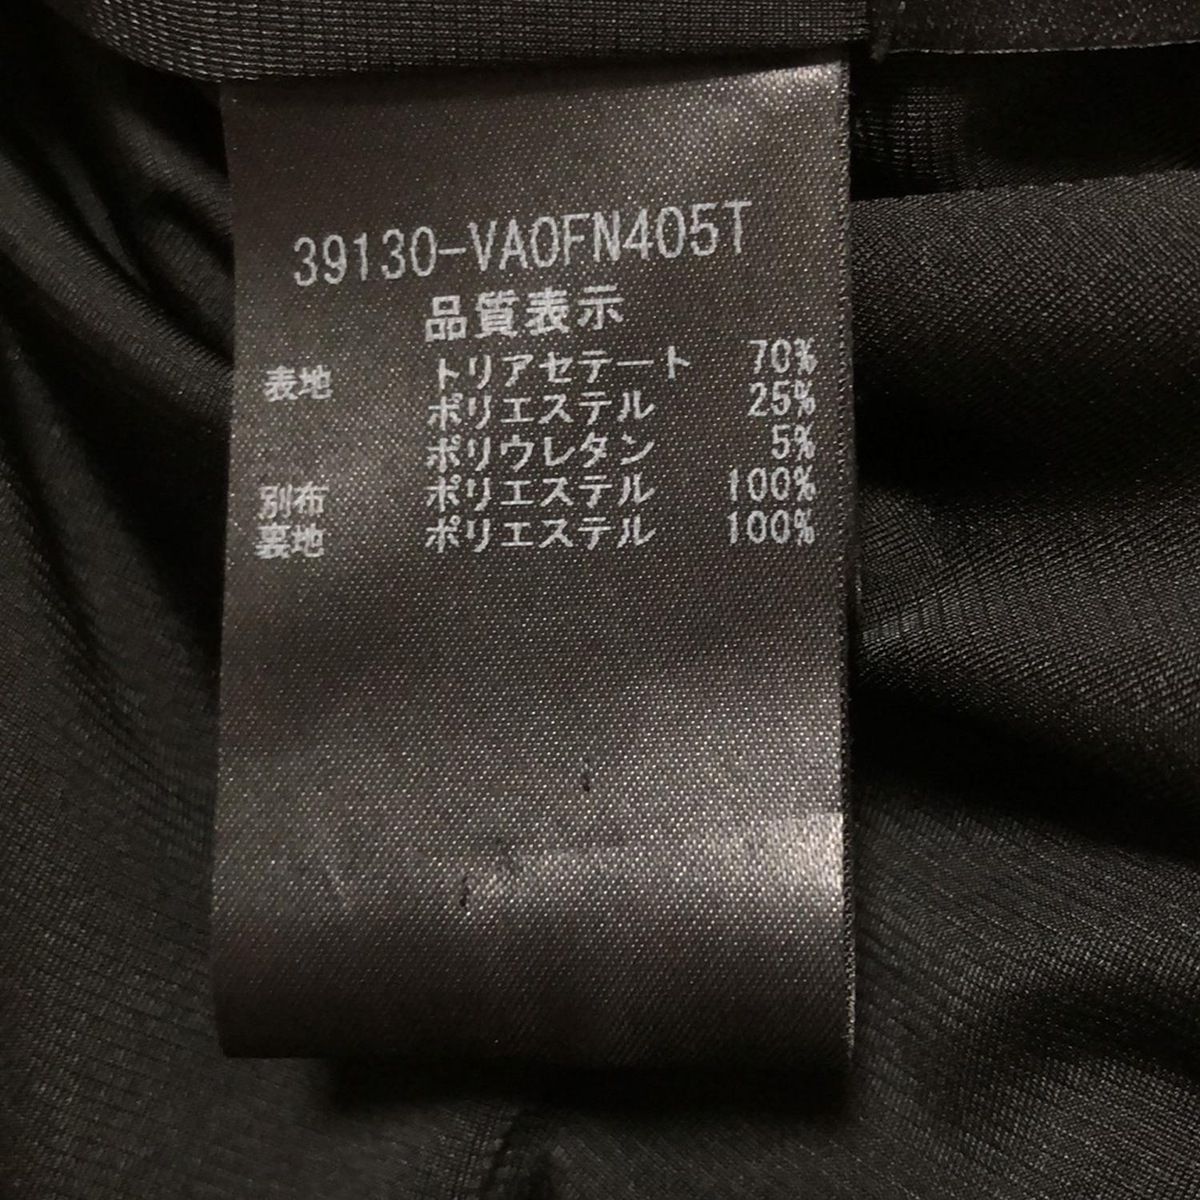 39130-VA0FN405T
品質表示
表地 トリアセテート 70%
ポリエステル 25%
ポリウレタン 5%
別布 ポリエステル 100%
裏地 ポリエステル 100%